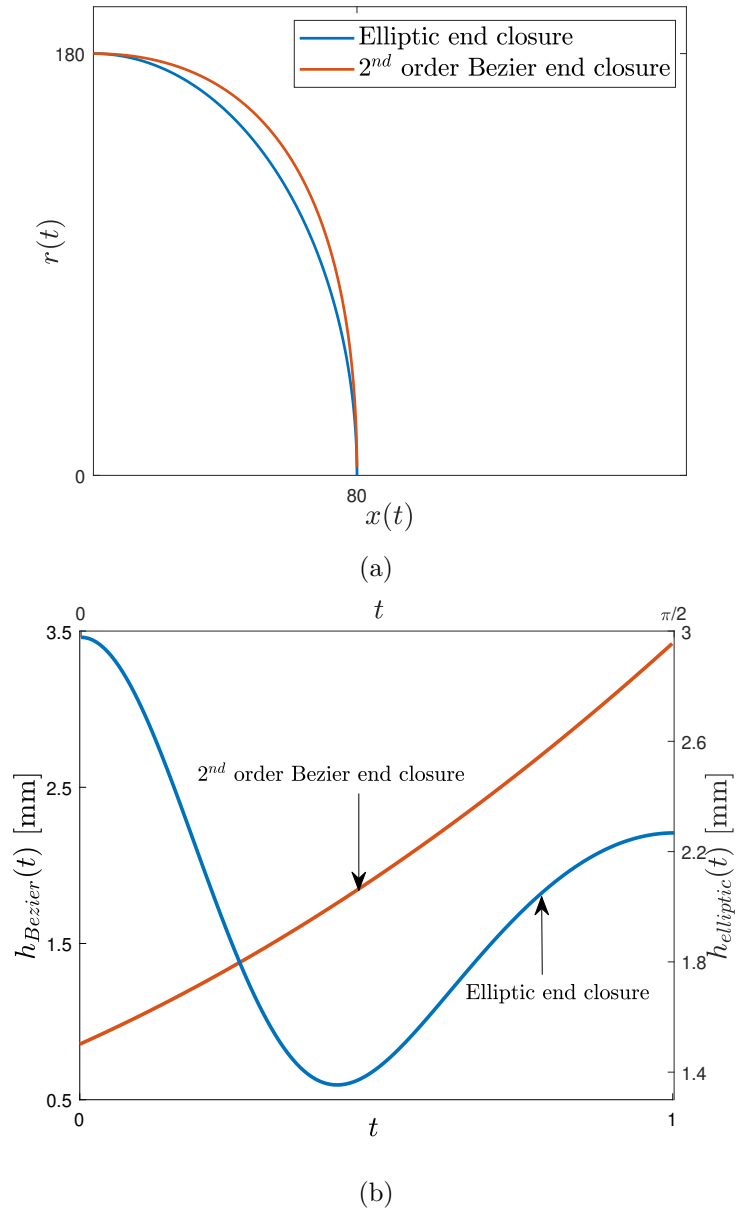 180
Elliptic end closure
2nd order Bezier end closure
r(t)
0
80
x(t)
(a)
0 t π/2
3.5 3
2.6
2nd order Bezier end closure
2.5
hBezier(t) [mm]
helliptic(t) [mm]
2.2
1.5 1.8
Elliptic end closure
1.4
0.5
0 t 1
(b)